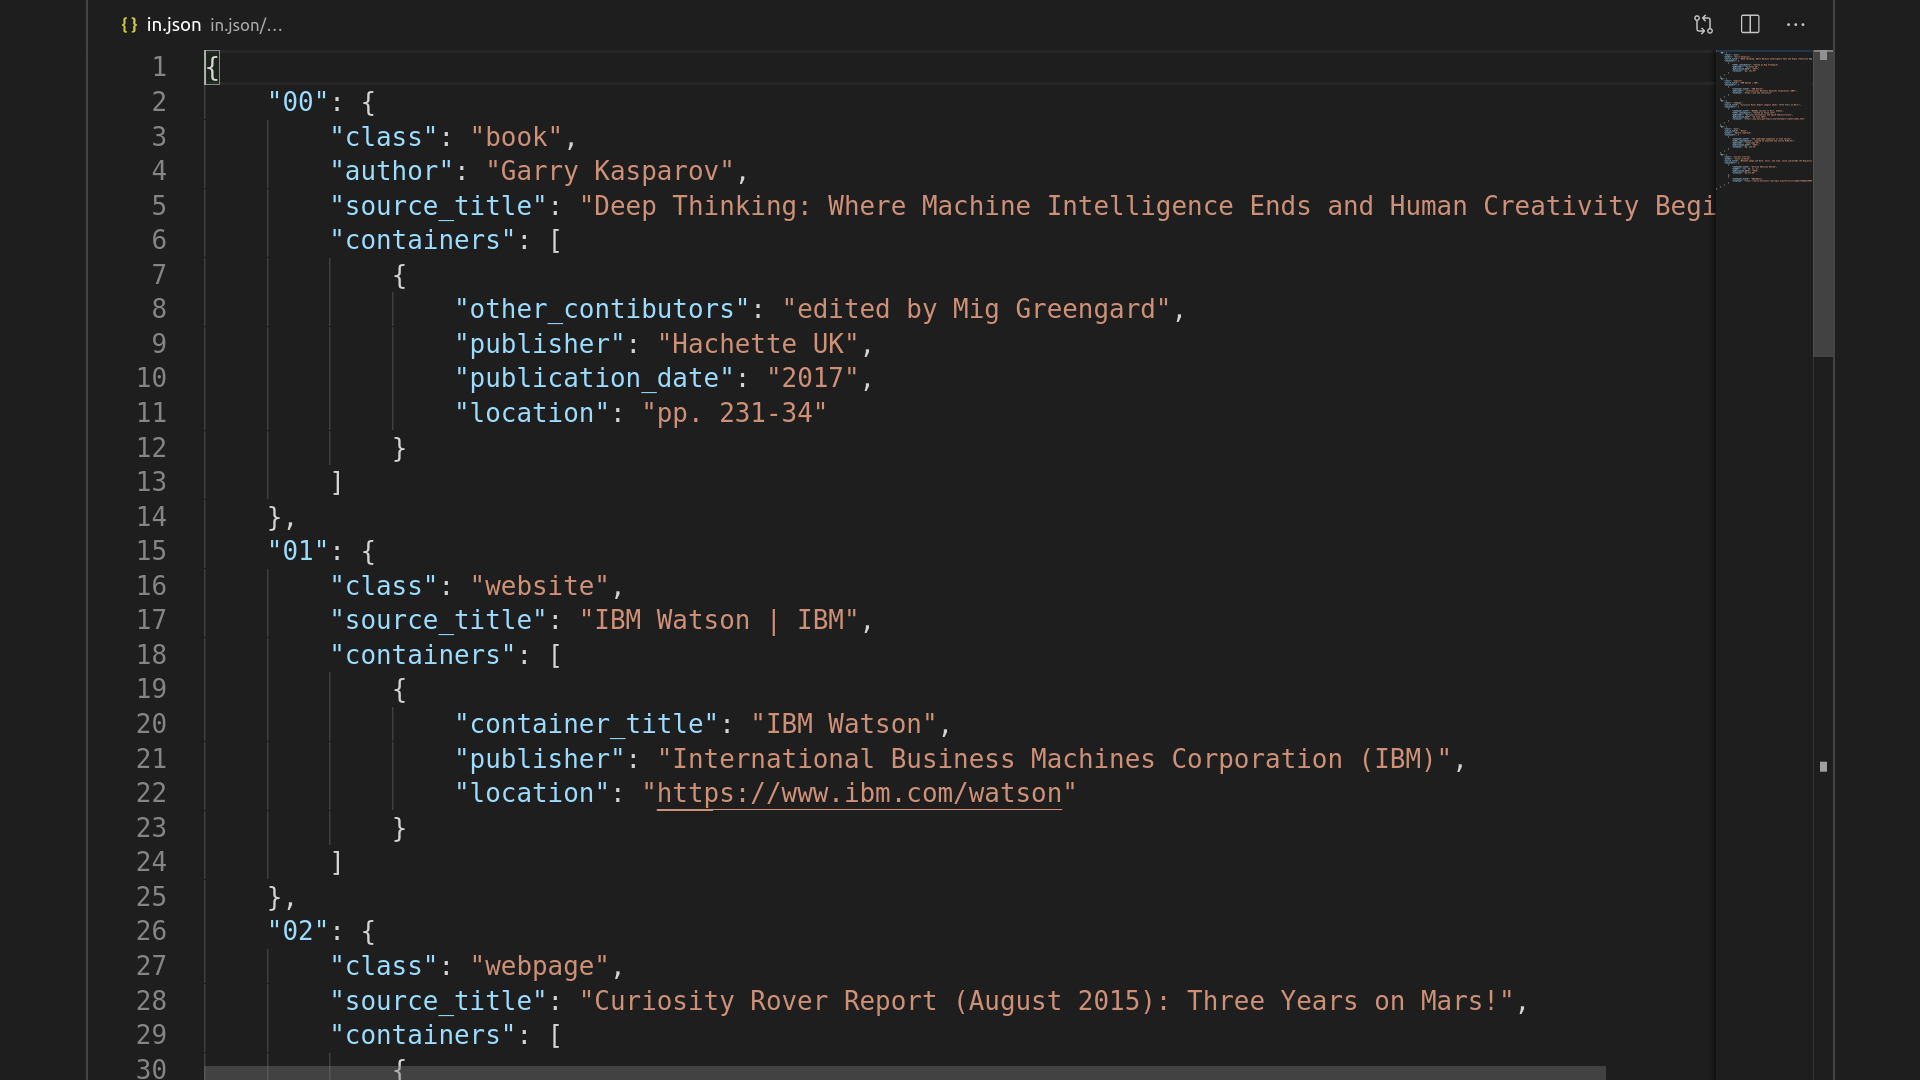 {} in.json in.json/...
1 {
2     "00": {
3         "class": "book",
4         "author": "Garry Kasparov",
5         "source_title": "Deep Thinking: Where Machine Intelligence Ends and Human Creativity Begi
6         "containers": [
7             {
8                 "other_contibutors": "edited by Mig Greengard",
9                 "publisher": "Hachette UK",
10                 "publication_date": "2017",
11                 "location": "pp. 231-34"
12             }
13         ]
14     },
15     "01": {
16         "class": "website",
17         "source_title": "IBM Watson | IBM",
18         "containers": [
19             {
20                 "container_title": "IBM Watson",
21                 "publisher": "International Business Machines Corporation (IBM)",
22                 "location": "https://www.ibm.com/watson"
23             }
24         ]
25     },
26     "02": {
27         "class": "webpage",
28         "source_title": "Curiosity Rover Report (August 2015): Three Years on Mars!",
29         "containers": [
30             {